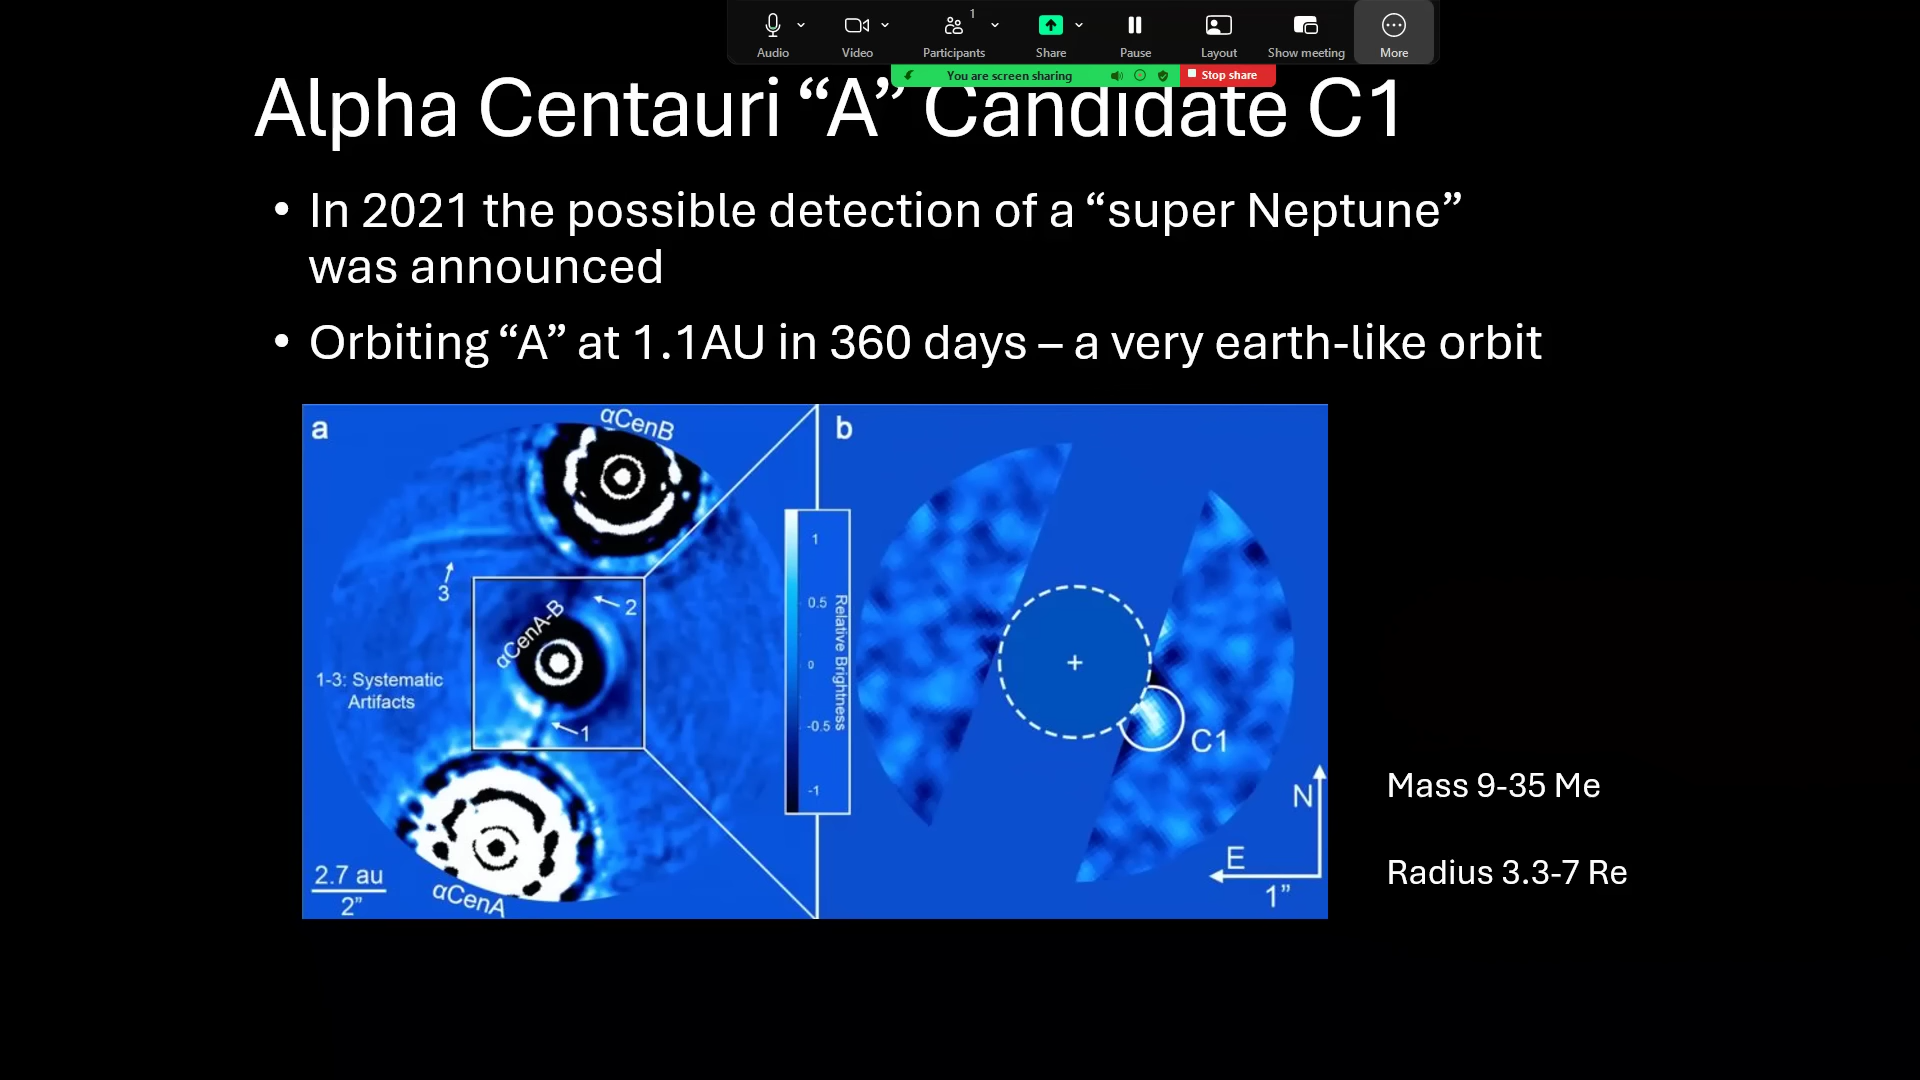 1
Audio Video Participants Share Pause Layout Show meeting More
You are screen sharing Stop share
Alpha Centauri “A” Candidate C1
• In 2021 the possible detection of a “super Neptune”
was announced
• Orbiting “A” at 1.1AU in 360 days – a very earth-like orbit
a
αCenB
3
2
αCenA-B
1-3: Systematic
Artifacts
1
2.7 au
2”
αCenA
1
0.5
0
-0.5
-1
Relative Brightness
b
+
C1
N
E
1”
Mass 9-35 Me
Radius 3.3-7 Re